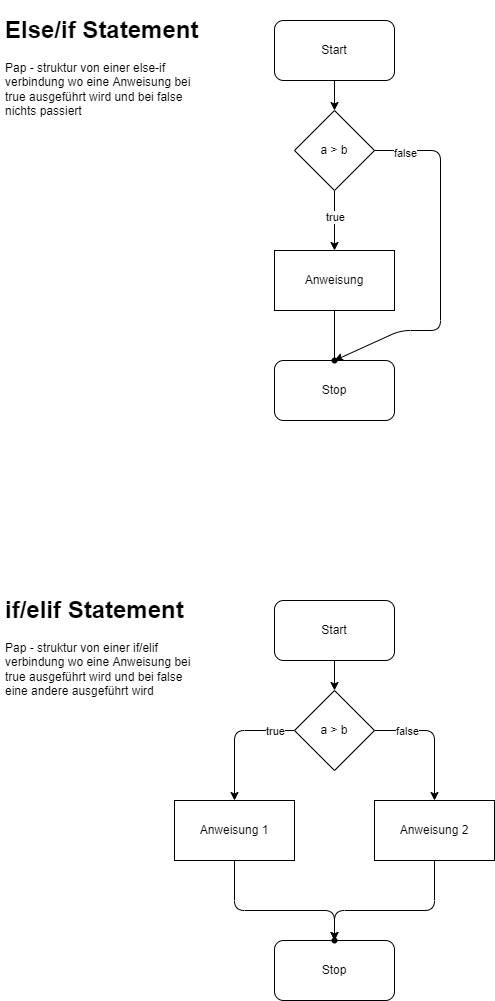 Else/if Statement
Pap - struktur von einer else-if
verbindung wo eine Anweisung bei
true ausgeführt wird und bei false
nichts passiert
Start
a > b
false
true
Anweisung
Stop
if/elif Statement
Pap - struktur von einer if/elif
verbindung wo eine Anweisung bei
true ausgeführt wird und bei false
eine andere ausgeführt wird
Start
a > b
true
false
Anweisung 1
Anweisung 2
Stop